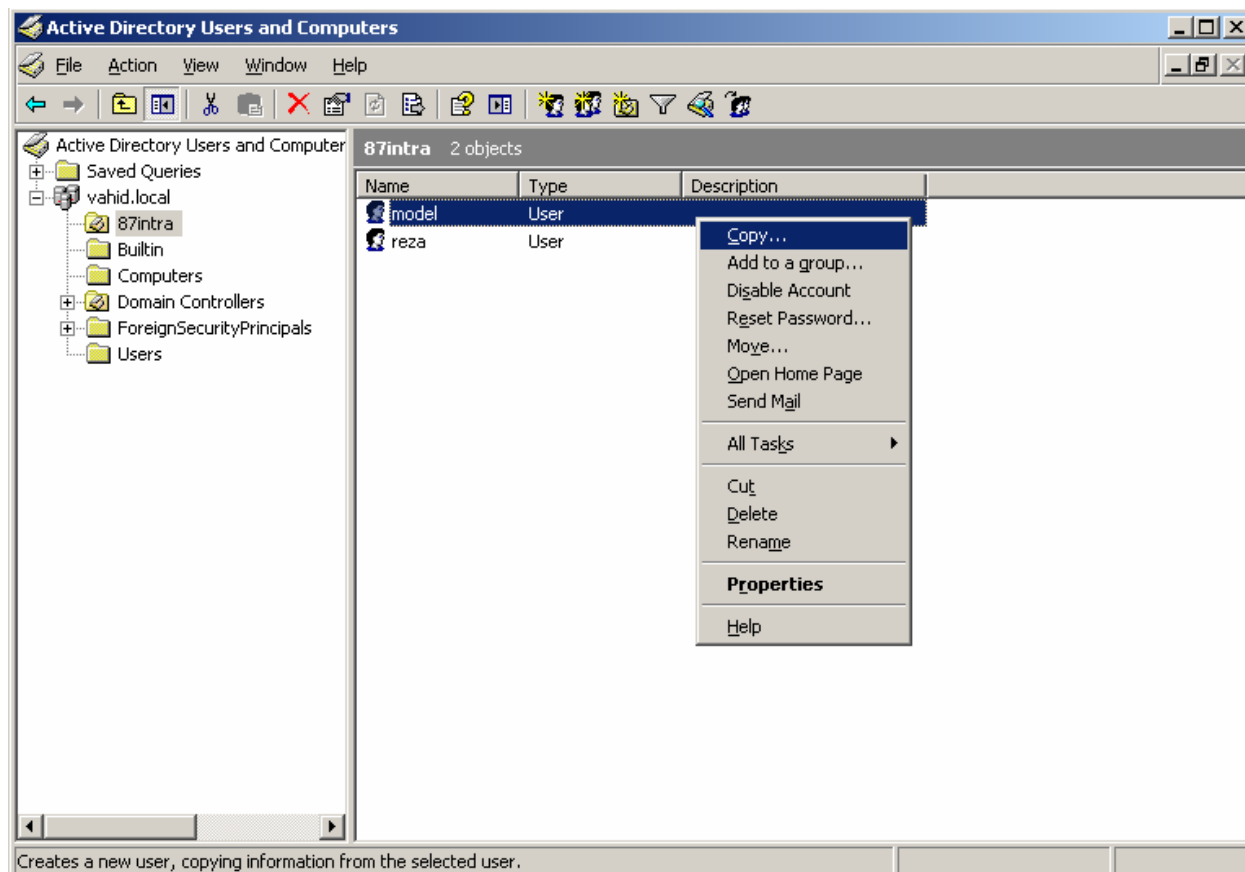 Active Directory Users and Computers
File Action View Window Help
Active Directory Users and Computer
Saved Queries
vahid.local
87intra
Builtin
Computers
Domain Controllers
ForeignSecurityPrincipals
Users
87intra 2 objects
Name Type Description
model User
reza User
Copy...
Add to a group...
Disable Account
Reset Password...
Move...
Open Home Page
Send Mail
All Tasks
Cut
Delete
Rename
Properties
Help
Creates a new user, copying information from the selected user.